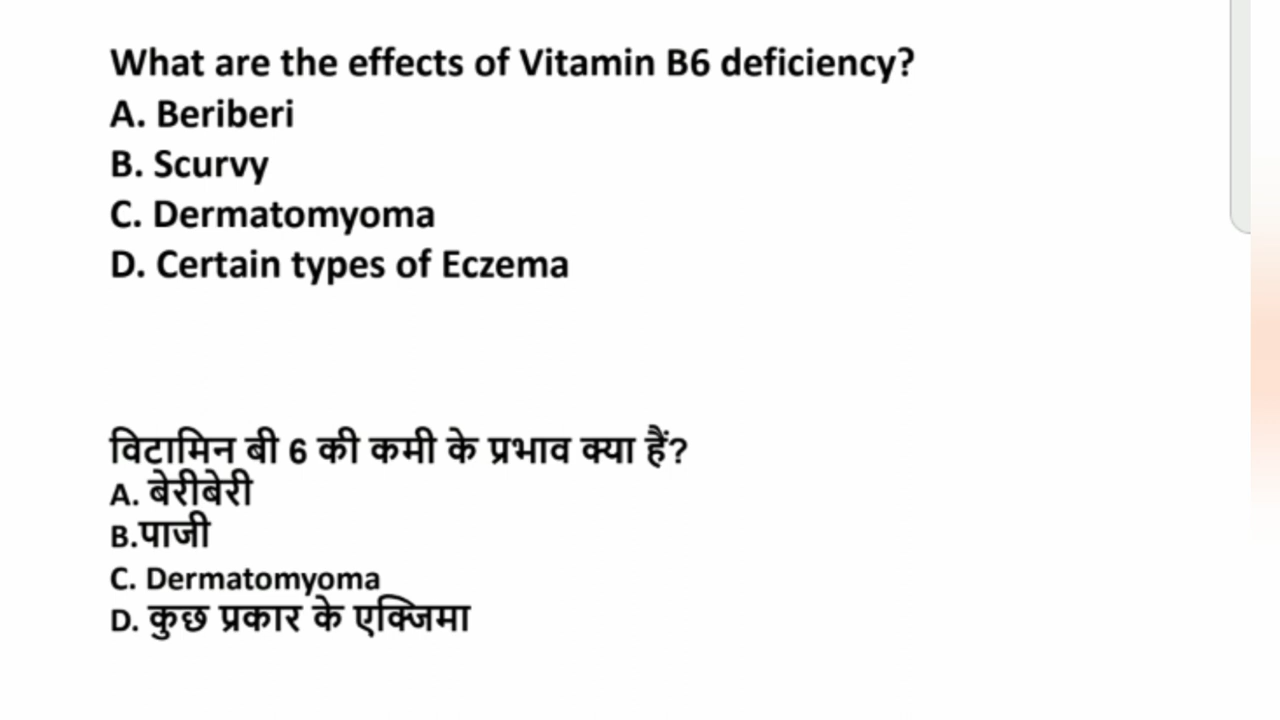 What are the effects of Vitamin B6 deficiency?
A. Beriberi
B. Scurvy
C. Dermatomyoma
D. Certain types of Eczema
विटामिन बी 6 की कमी के प्रभाव क्या हैं?
A. बेरीबेरी
B.पाजी
C. Dermatomyoma
D. कुछ प्रकार के एक्जिमा